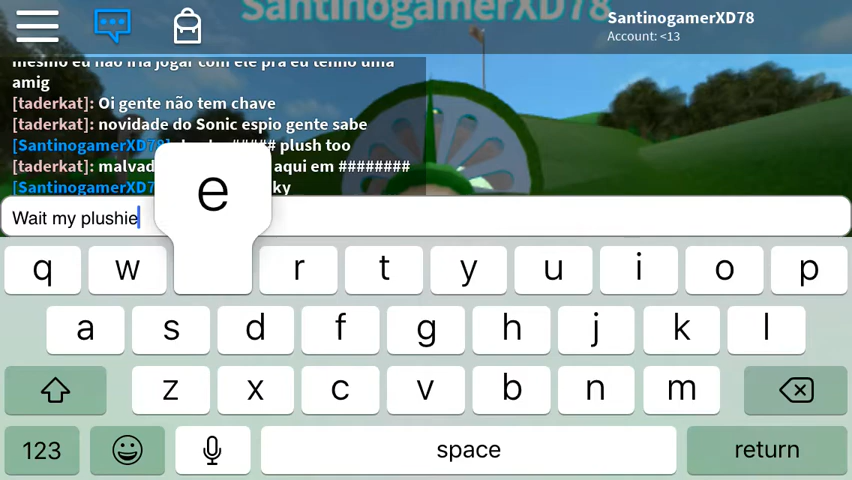 SantinogamerXD78
SantinogamerXD78
Account: <13
mesmo eu não iria jogar com ele pra eu tenho uma
amig
[taderkat]: Oi gente não tem chave
[taderkat]: novidade do Sonic espio gente sabe
[SantinogamerXD78] ##### plush too
[taderkat]: malvad aqui em ########
[SantinogamerXD7 ky
Wait my plushie
e
q w r t y u i o p
a s d f g h j k l
z x c v b n m
123 space return